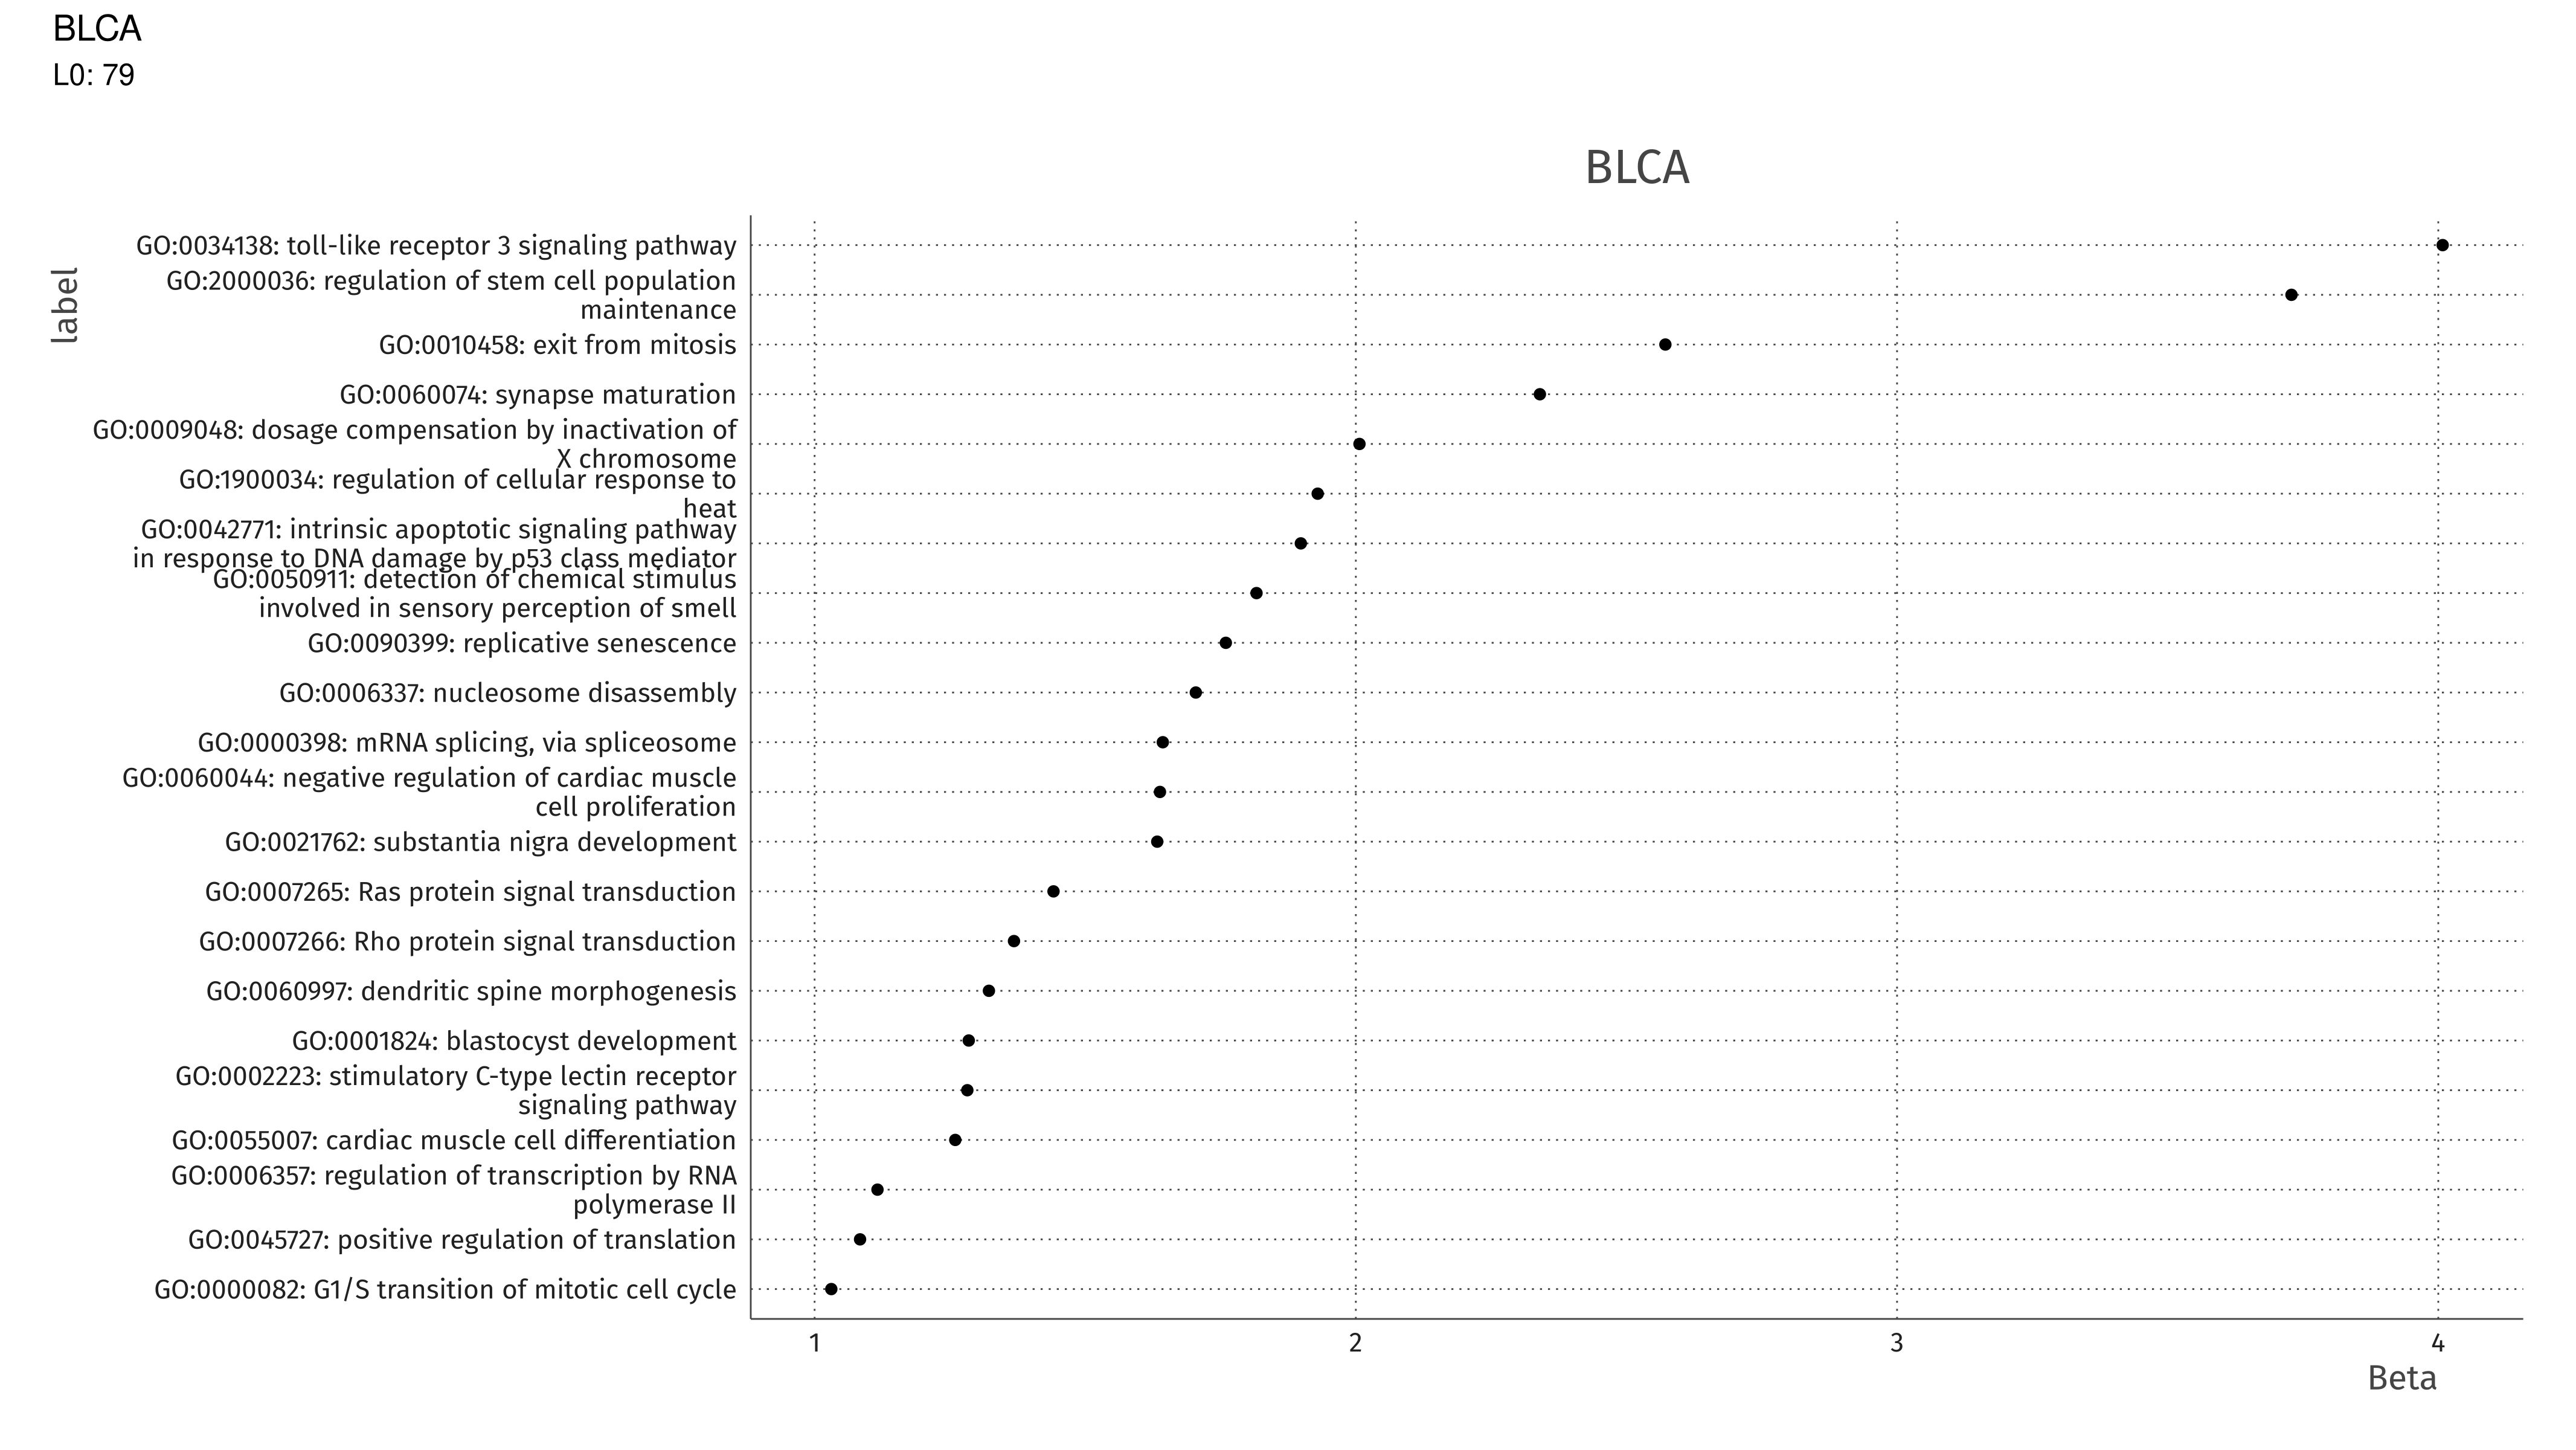 BLCA
L0: 79
BLCA
label
GO:0034138: toll-like receptor 3 signaling pathway
GO:2000036: regulation of stem cell population
maintenance
GO:0010458: exit from mitosis
GO:0060074: synapse maturation
GO:0009048: dosage compensation by inactivation of
X chromosome
GO:1900034: regulation of cellular response to
heat
GO:0042771: intrinsic apoptotic signaling pathway
in response to DNA damage by p53 class mediator
GO:0050911: detection of chemical stimulus
involved in sensory perception of smell
GO:0090399: replicative senescence
GO:0006337: nucleosome disassembly
GO:0000398: mRNA splicing, via spliceosome
GO:0060044: negative regulation of cardiac muscle
cell proliferation
GO:0021762: substantia nigra development
GO:0007265: Ras protein signal transduction
GO:0007266: Rho protein signal transduction
GO:0060997: dendritic spine morphogenesis
GO:0001824: blastocyst development
GO:0002223: stimulatory C-type lectin receptor
signaling pathway
GO:0055007: cardiac muscle cell differentiation
GO:0006357: regulation of transcription by RNA
polymerase II
GO:0045727: positive regulation of translation
GO:0000082: G1/S transition of mitotic cell cycle
1 2 3 4
Beta